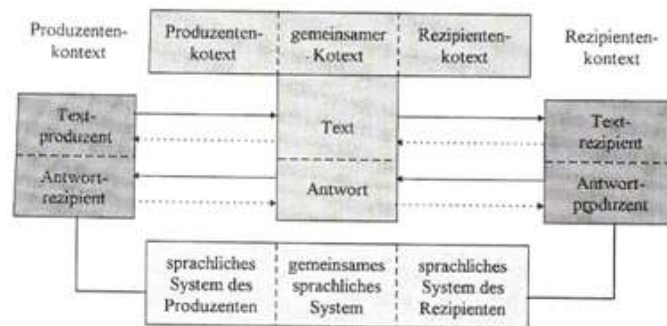 Produzenten-
kontext
Produzenten-
kotext
gemeinsamer
Kotext
Rezipienten-
kotext
Rezipienten-
kontext
Text-
produzent
Antwort-
rezipient
Text
Antwort
Text-
rezipient
Antwort-
produzent
sprachliches
System des
Produzenten
gemeinsames
sprachliches
System
sprachliches
System des
Rezipienten